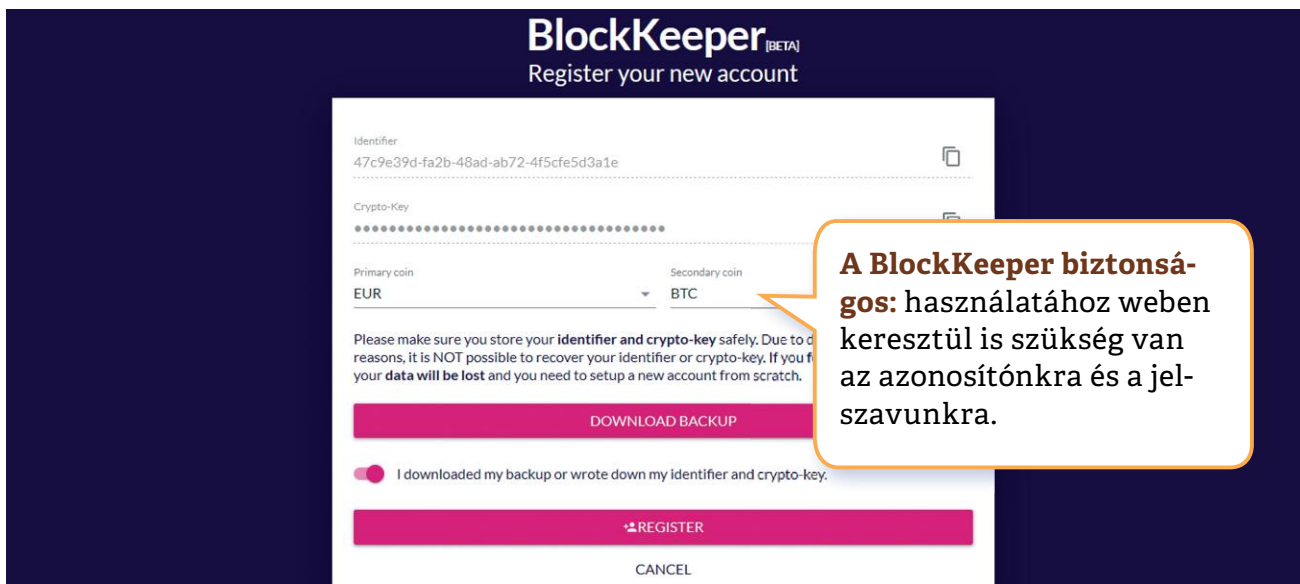 BlockKeeper [BETA]
Register your new account
Identifier
47c9e39d-fa2b-48ad-ab72-4f5cfe5d3a1e
Crypto-Key
••••••••••••••••••••••••••••••••••••
Primary coin
EUR
Secondary coin
BTC
Please make sure you store your identifier and crypto-key safely. Due to d
reasons, it is NOT possible to recover your identifier or crypto-key. If you f
your data will be lost and you need to setup a new account from scratch.
DOWNLOAD BACKUP
I downloaded my backup or wrote down my identifier and crypto-key.
REGISTER
CANCEL
A BlockKeeper biztonsá-
gos: használatához weben
keresztül is szükség van
az azonosítónkra és a jel-
szavunkra.